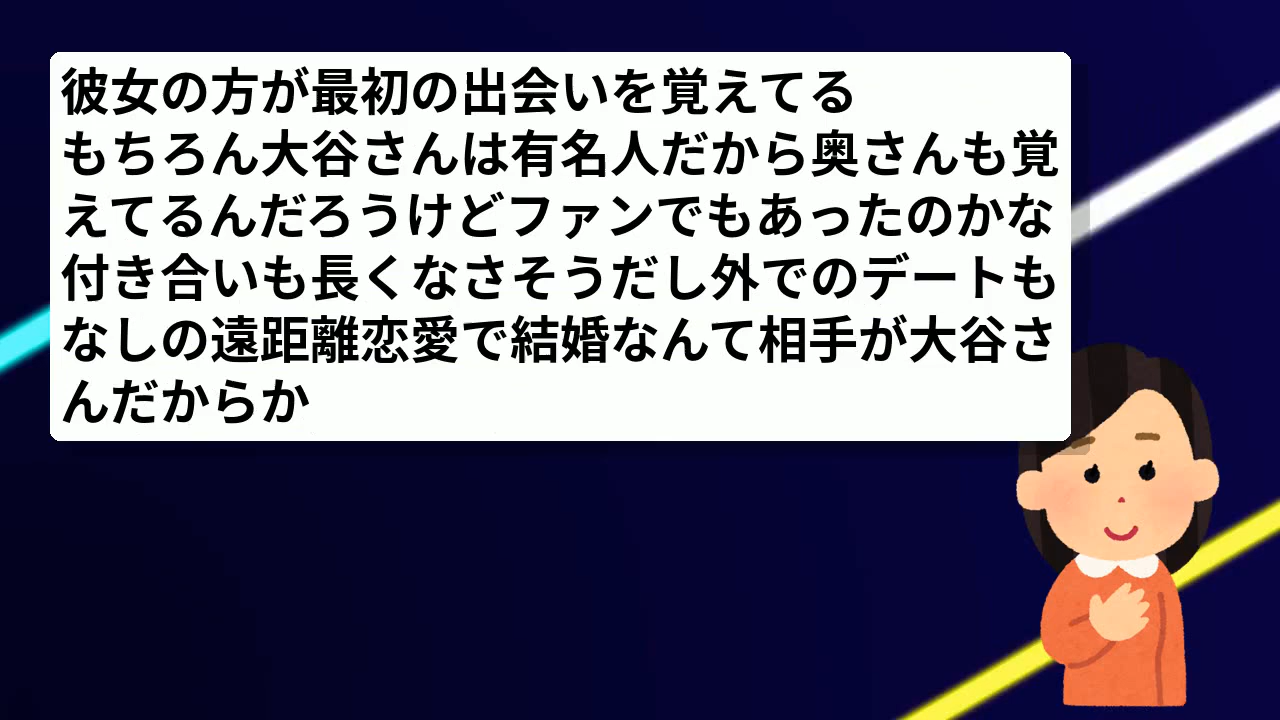 彼女の方が最初の出会いを覚えてる
もちろん大谷さんは有名人だから奥さんも覚
えてるんだろうけどファンでもあったのかな
付き合いも長くなさそうだし外でのデートも
なしの遠距離恋愛で結婚なんて相手が大谷さ
んだからか